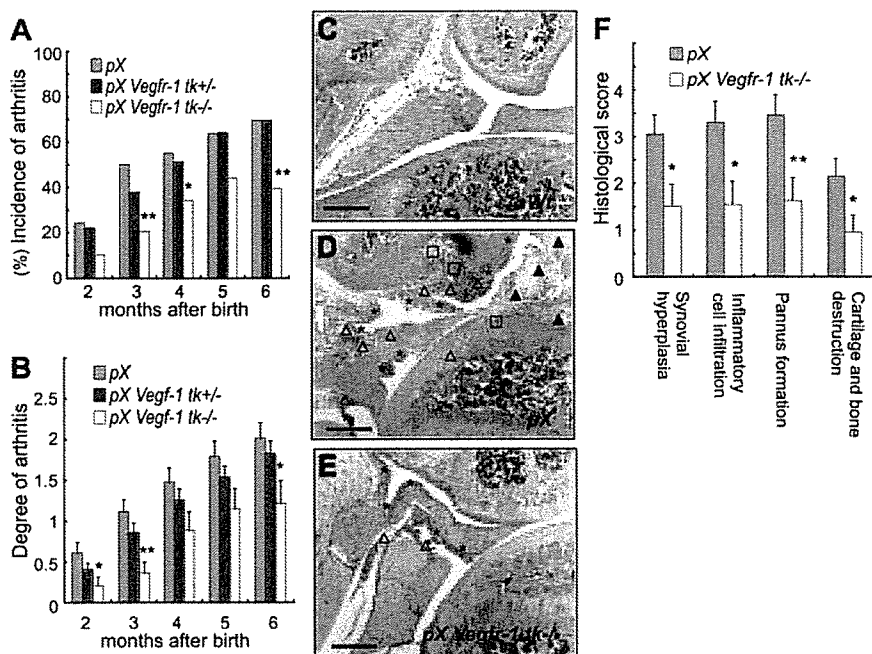 A
pX
pX Vegfr-1 tk+/-
pX Vegfr-1 tk-/-
(%) Incidence of arthritis
100
80
60
40
20
0
** * **
2 3 4 5 6
months after birth
B
pX
pX Vegf-1 tk+/-
pX Vegf-1 tk-/-
Degree of arthritis
2.5
2
1.5
1
0.5
0
* ** *
2 3 4 5 6
months after birth
C
Wt
D
pX
E
pX Vegfr-1 tk-/-
F
pX
pX Vegfr-1 tk-/-
Histological score
5
4
3
2
1
0
* * ** *
Synovial
hyperplasia
Inflammatory
cell infiltration
Pannus formation
Cartilage and bone
destruction